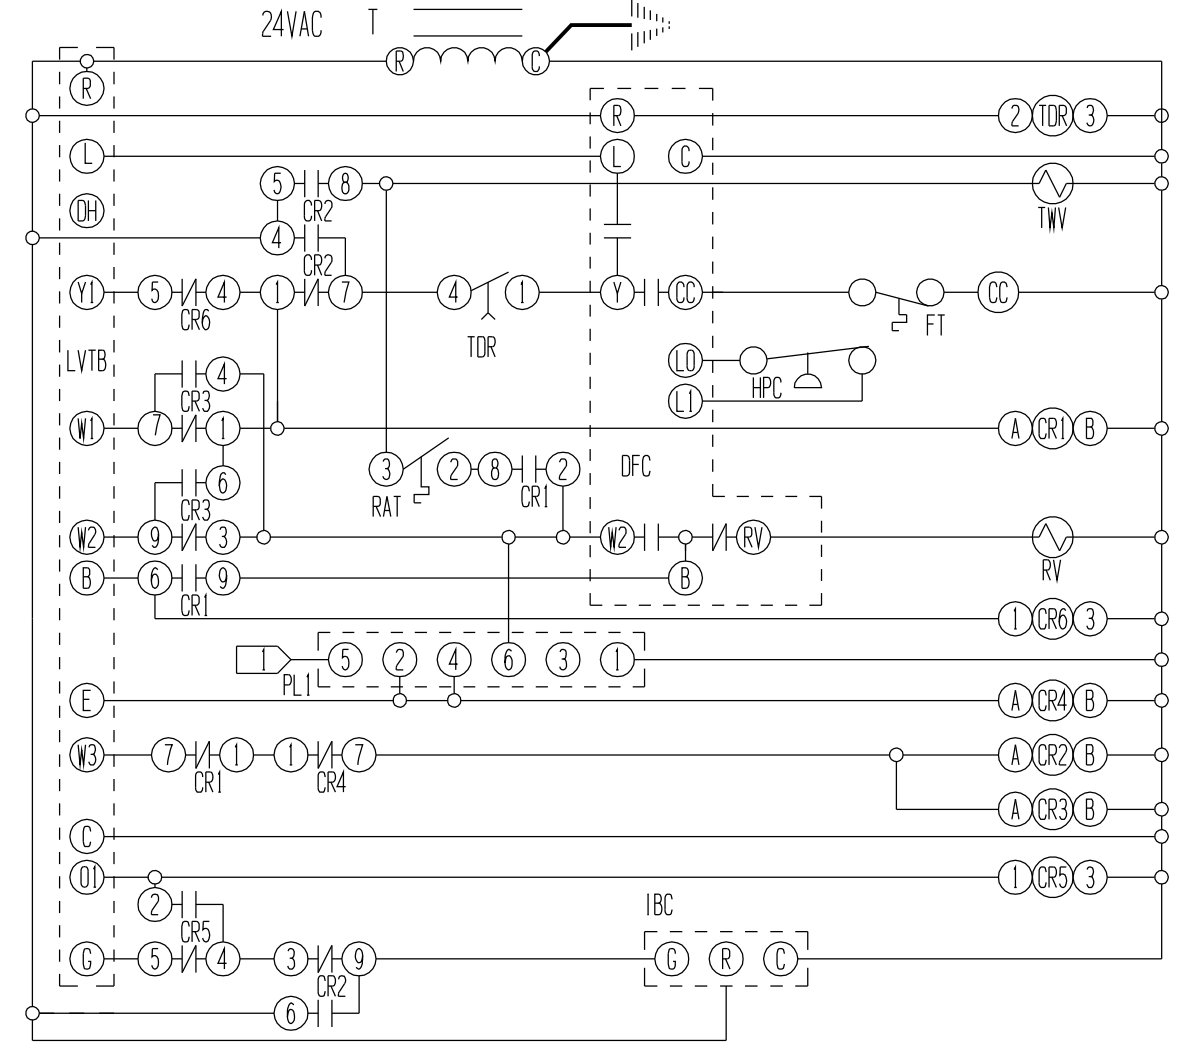 24VAC T
R C
R
R 2 TDR 3
L L C
5 8
CR2
TWV
DH
4
CR2
Y1 5 4 1 7 4 1 Y CC CC
CR6
FT
TDR
LVTB
4
LO
HPC
CR3
L1
W1 7 1 A CR1 B
3 2 8 2
DFC
6
CR1
RAT
CR3
W2 9 3 W2 RV
RV
B 6 9 B
CR1
1 CR6 3
1 5 2 4 6 3 1
PL1
E A CR4 B
W3 7 1 1 7 A CR2 B
CR1 CR4
A CR3 B
C
O1 1 CR5 3
2
IBC
CR5
G 5 4 3 9 G R C
CR2
6